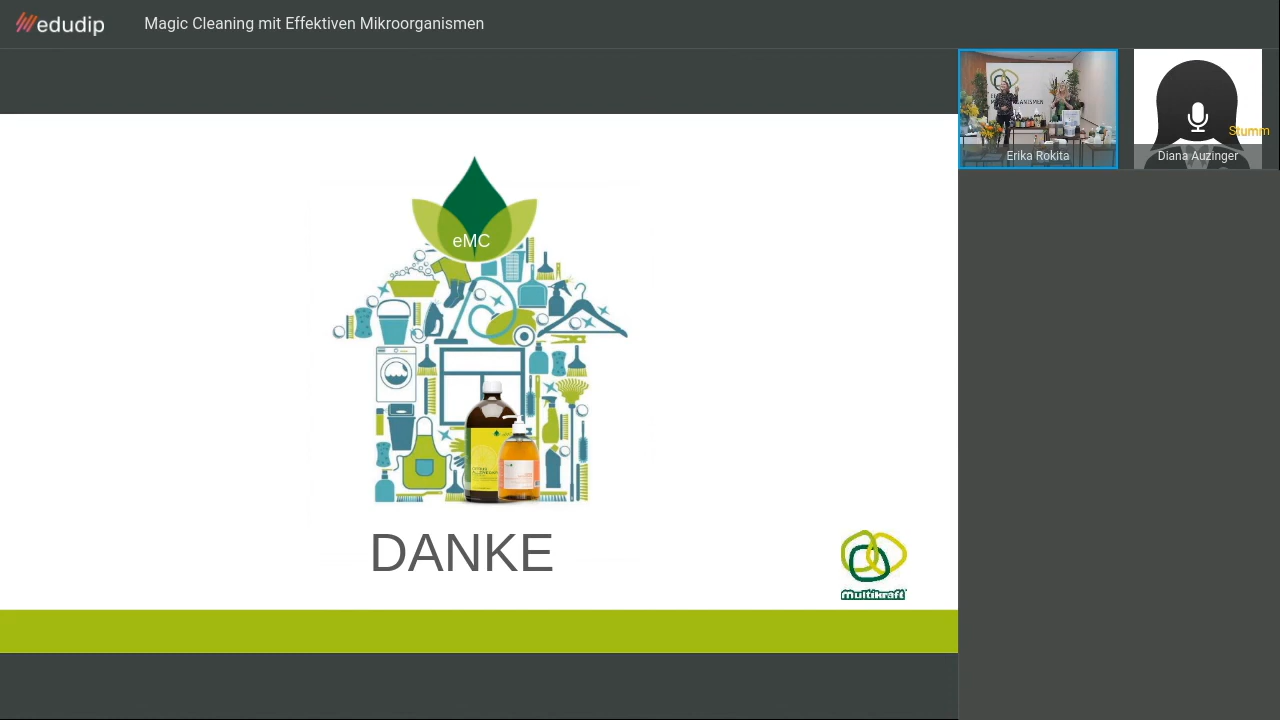 edudip
Magic Cleaning mit Effektiven Mikroorganismen
Stumm
Erika Rokita
Diana Auzinger
eMC
DANKE
multikraft